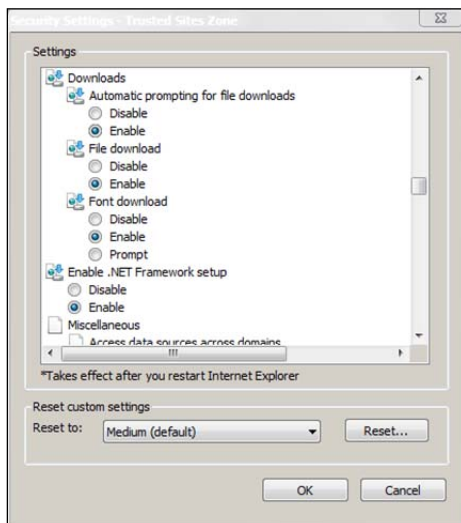 Security Settings - Trusted Sites Zone
Settings
Downloads
Automatic prompting for file downloads
Disable
Enable
File download
Disable
Enable
Font download
Disable
Enable
Prompt
Enable .NET Framework setup
Disable
Enable
Miscellaneous
Access data sources across domains
*Takes effect after you restart Internet Explorer
Reset custom settings
Reset to: Medium (default) Reset...
OK Cancel